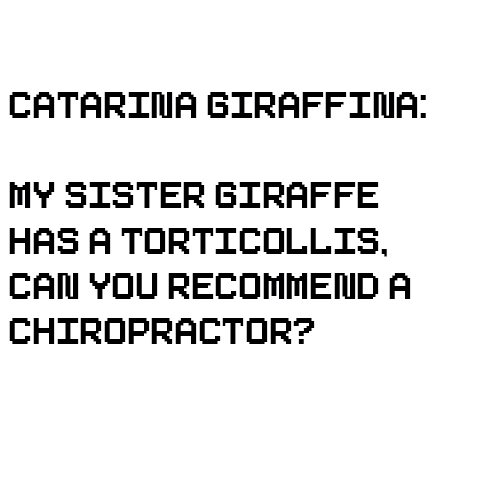 CATARINA GIRAFFINA:
MY SISTER GIRAFFE
HAS A TORTICOLLIS,
CAN YOU RECOMMEND A
CHIROPRACTOR?